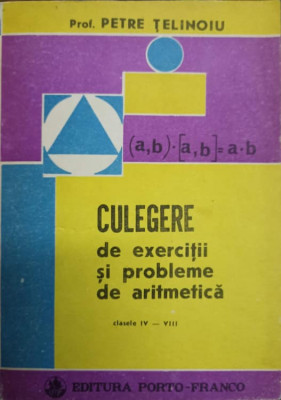 Prof. PETRE ȚELINOIU
(a,b)·[a,b]=a·b
CULEGERE
de exerciții
și probleme
de aritmetică
clasele IV — VIII
EDITURA PORTO-FRANCO